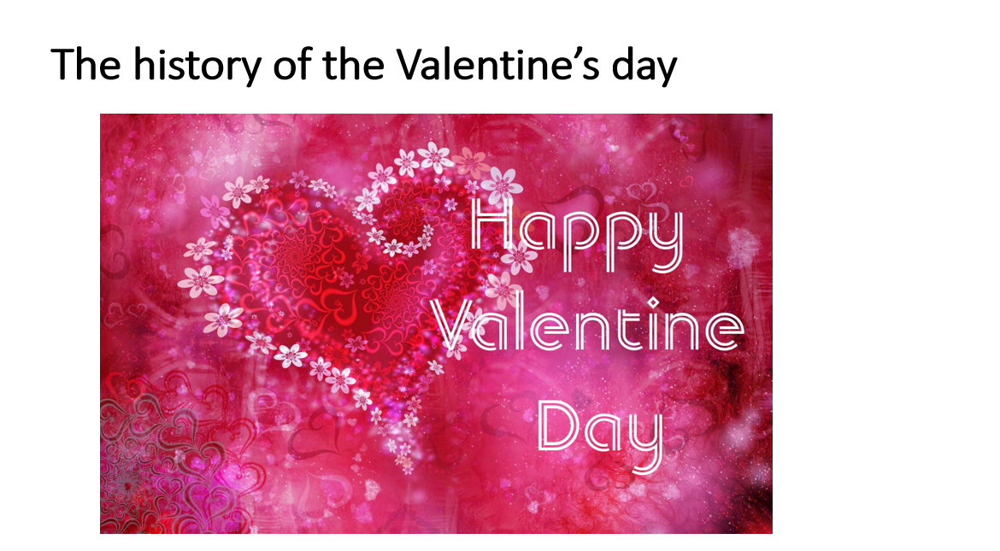 The history of the Valentine’s day
Happy
Valentine
Day